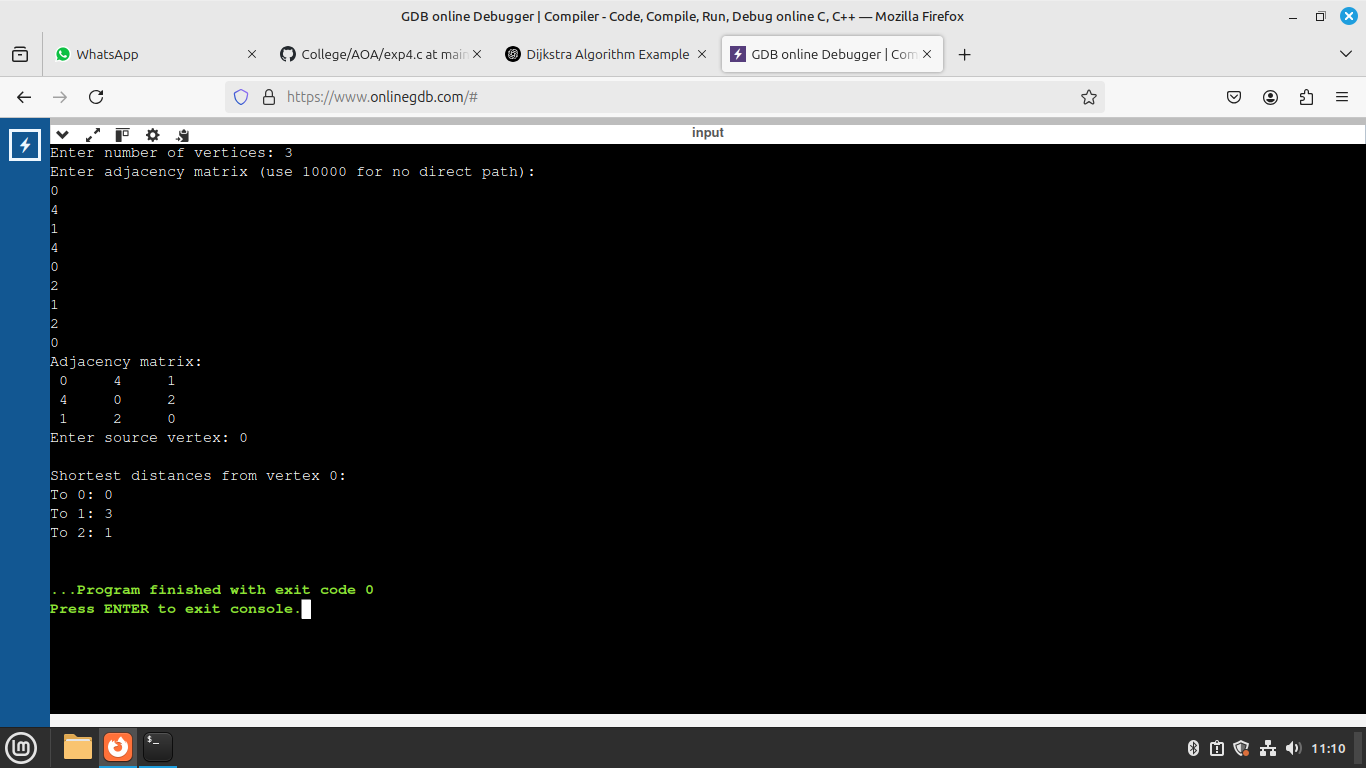 GDB online Debugger | Compiler - Code, Compile, Run, Debug online C, C++ — Mozilla Firefox
WhatsApp
College/AOA/exp4.c at main
Dijkstra Algorithm Example
GDB online Debugger | Com
https://www.onlinegdb.com/#
input
Enter number of vertices: 3
Enter adjacency matrix (use 10000 for no direct path):
0
4
1
4
0
2
1
2
0
Adjacency matrix:
0 4 1
4 0 2
1 2 0
Enter source vertex: 0
Shortest distances from vertex 0:
To 0: 0
To 1: 3
To 2: 1
...Program finished with exit code 0
Press ENTER to exit console.
11:10